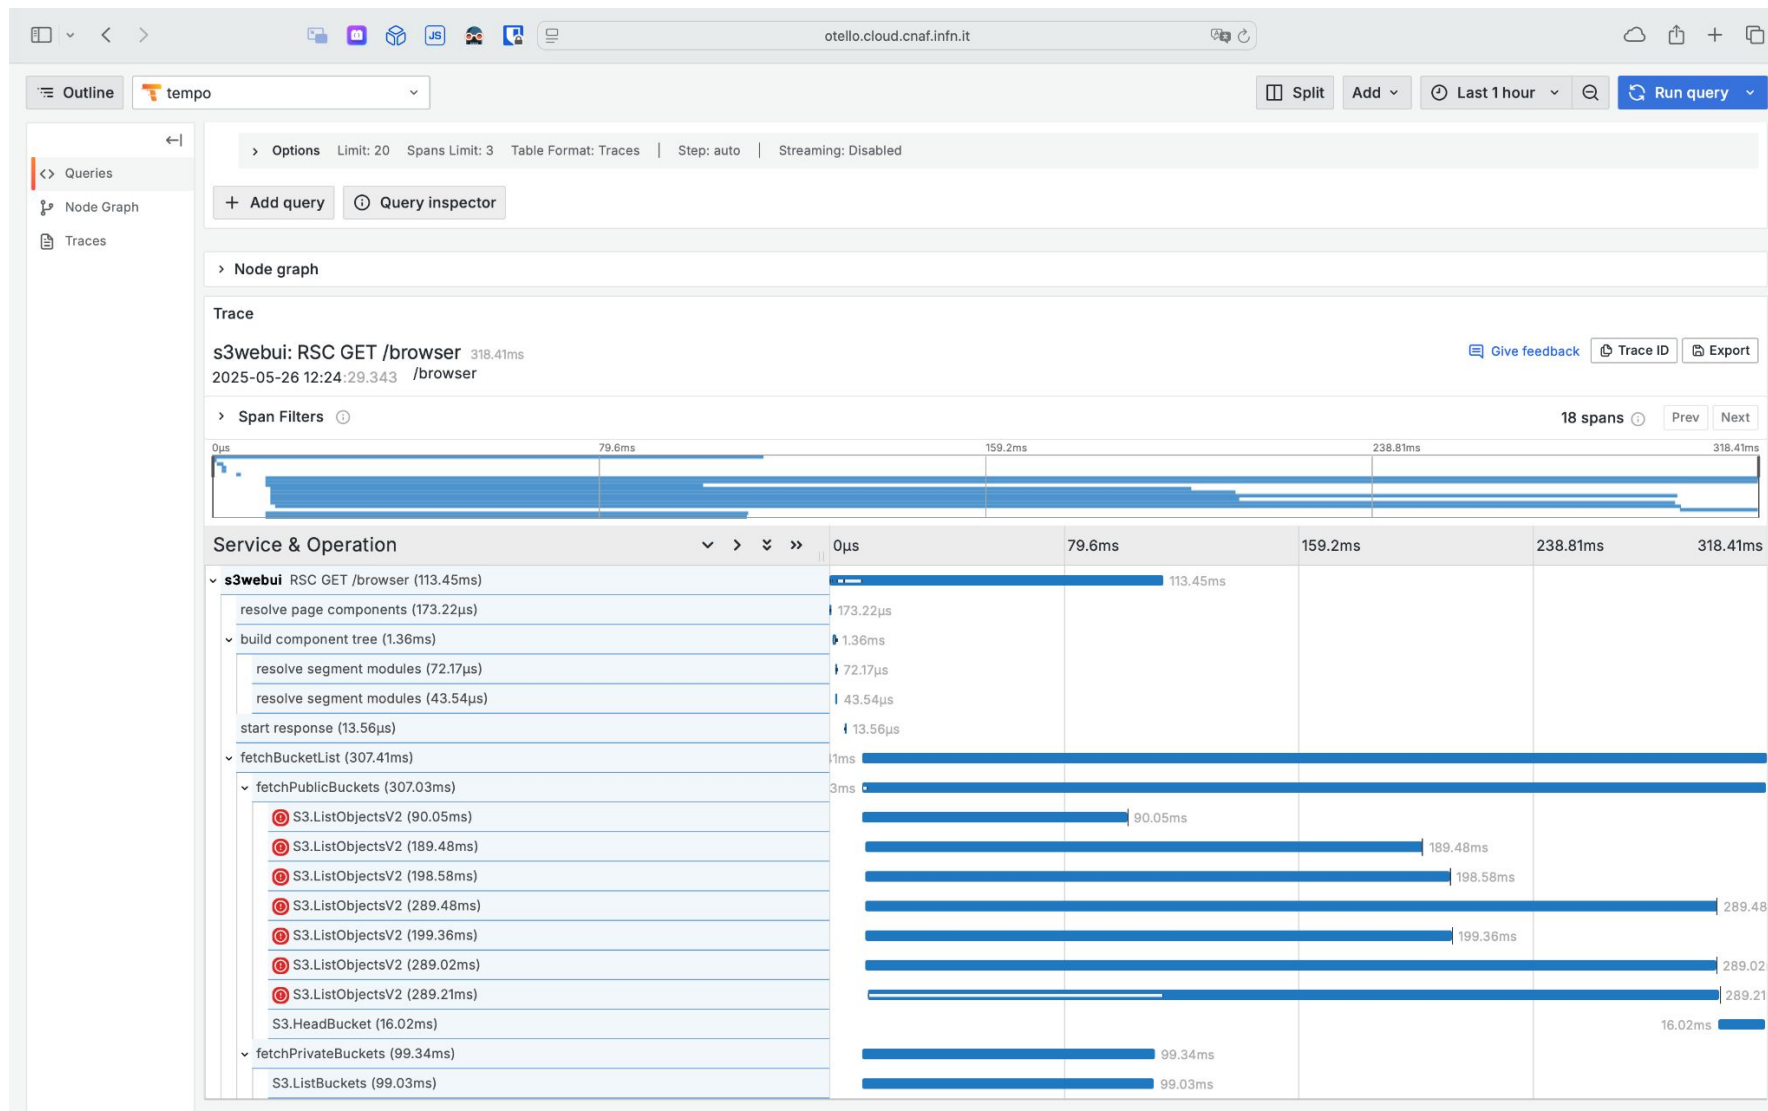 otello.cloud.cnaf.infn.it
Outline
tempo
Split
Add
Last 1 hour
Run query
Queries
Node Graph
Traces
Options Limit: 20 Spans Limit: 3 Table Format: Traces | Step: auto | Streaming: Disabled
+ Add query
Query inspector
Node graph
Trace
s3webui: RSC GET /browser 318.41ms
2025-05-26 12:24:29.343 /browser
Give feedback
Trace ID
Export
Span Filters
18 spans
Prev
Next
0μs 79.6ms 159.2ms 238.81ms 318.41ms
Service & Operation
0μs 79.6ms 159.2ms 238.81ms 318.41ms
s3webui RSC GET /browser (113.45ms) 113.45ms
resolve page components (173.22μs) 173.22μs
build component tree (1.36ms) 1.36ms
resolve segment modules (72.17μs) 72.17μs
resolve segment modules (43.54μs) 43.54μs
start response (13.56μs) 13.56μs
fetchBucketList (307.41ms) 1ms
fetchPublicBuckets (307.03ms) 3ms
S3.ListObjectsV2 (90.05ms) 90.05ms
S3.ListObjectsV2 (189.48ms) 189.48ms
S3.ListObjectsV2 (198.58ms) 198.58ms
S3.ListObjectsV2 (289.48ms) 289.48
S3.ListObjectsV2 (199.36ms) 199.36ms
S3.ListObjectsV2 (289.02ms) 289.02
S3.ListObjectsV2 (289.21ms) 289.21
S3.HeadBucket (16.02ms) 16.02ms
fetchPrivateBuckets (99.34ms) 99.34ms
S3.ListBuckets (99.03ms) 99.03ms